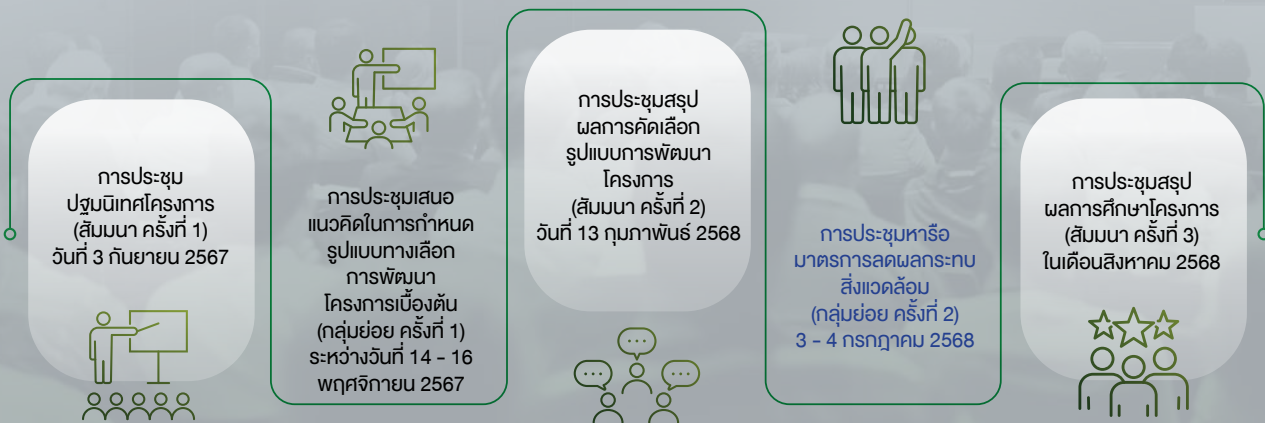 การประชุม
ปฐมนิเทศโครงการ
(สัมมนา ครั้งที่ 1)
วันที่ 3 กันยายน 2567
การประชุมเสนอ
แนวคิดในการกำหนด
รูปแบบทางเลือก
การพัฒนา
โครงการเบื้องต้น
(กลุ่มย่อย ครั้งที่ 1)
ระหว่างวันที่ 14 - 16
พฤศจิกายน 2567
การประชุมสรุป
ผลการคัดเลือก
รูปแบบการพัฒนา
โครงการ
(สัมมนา ครั้งที่ 2)
วันที่ 13 กุมภาพันธ์ 2568
การประชุมหารือ
มาตรการลดผลกระทบ
สิ่งแวดล้อม
(กลุ่มย่อย ครั้งที่ 2)
3 - 4 กรกฎาคม 2568
การประชุมสรุป
ผลการศึกษาโครงการ
(สัมมนา ครั้งที่ 3)
ในเดือนสิงหาคม 2568